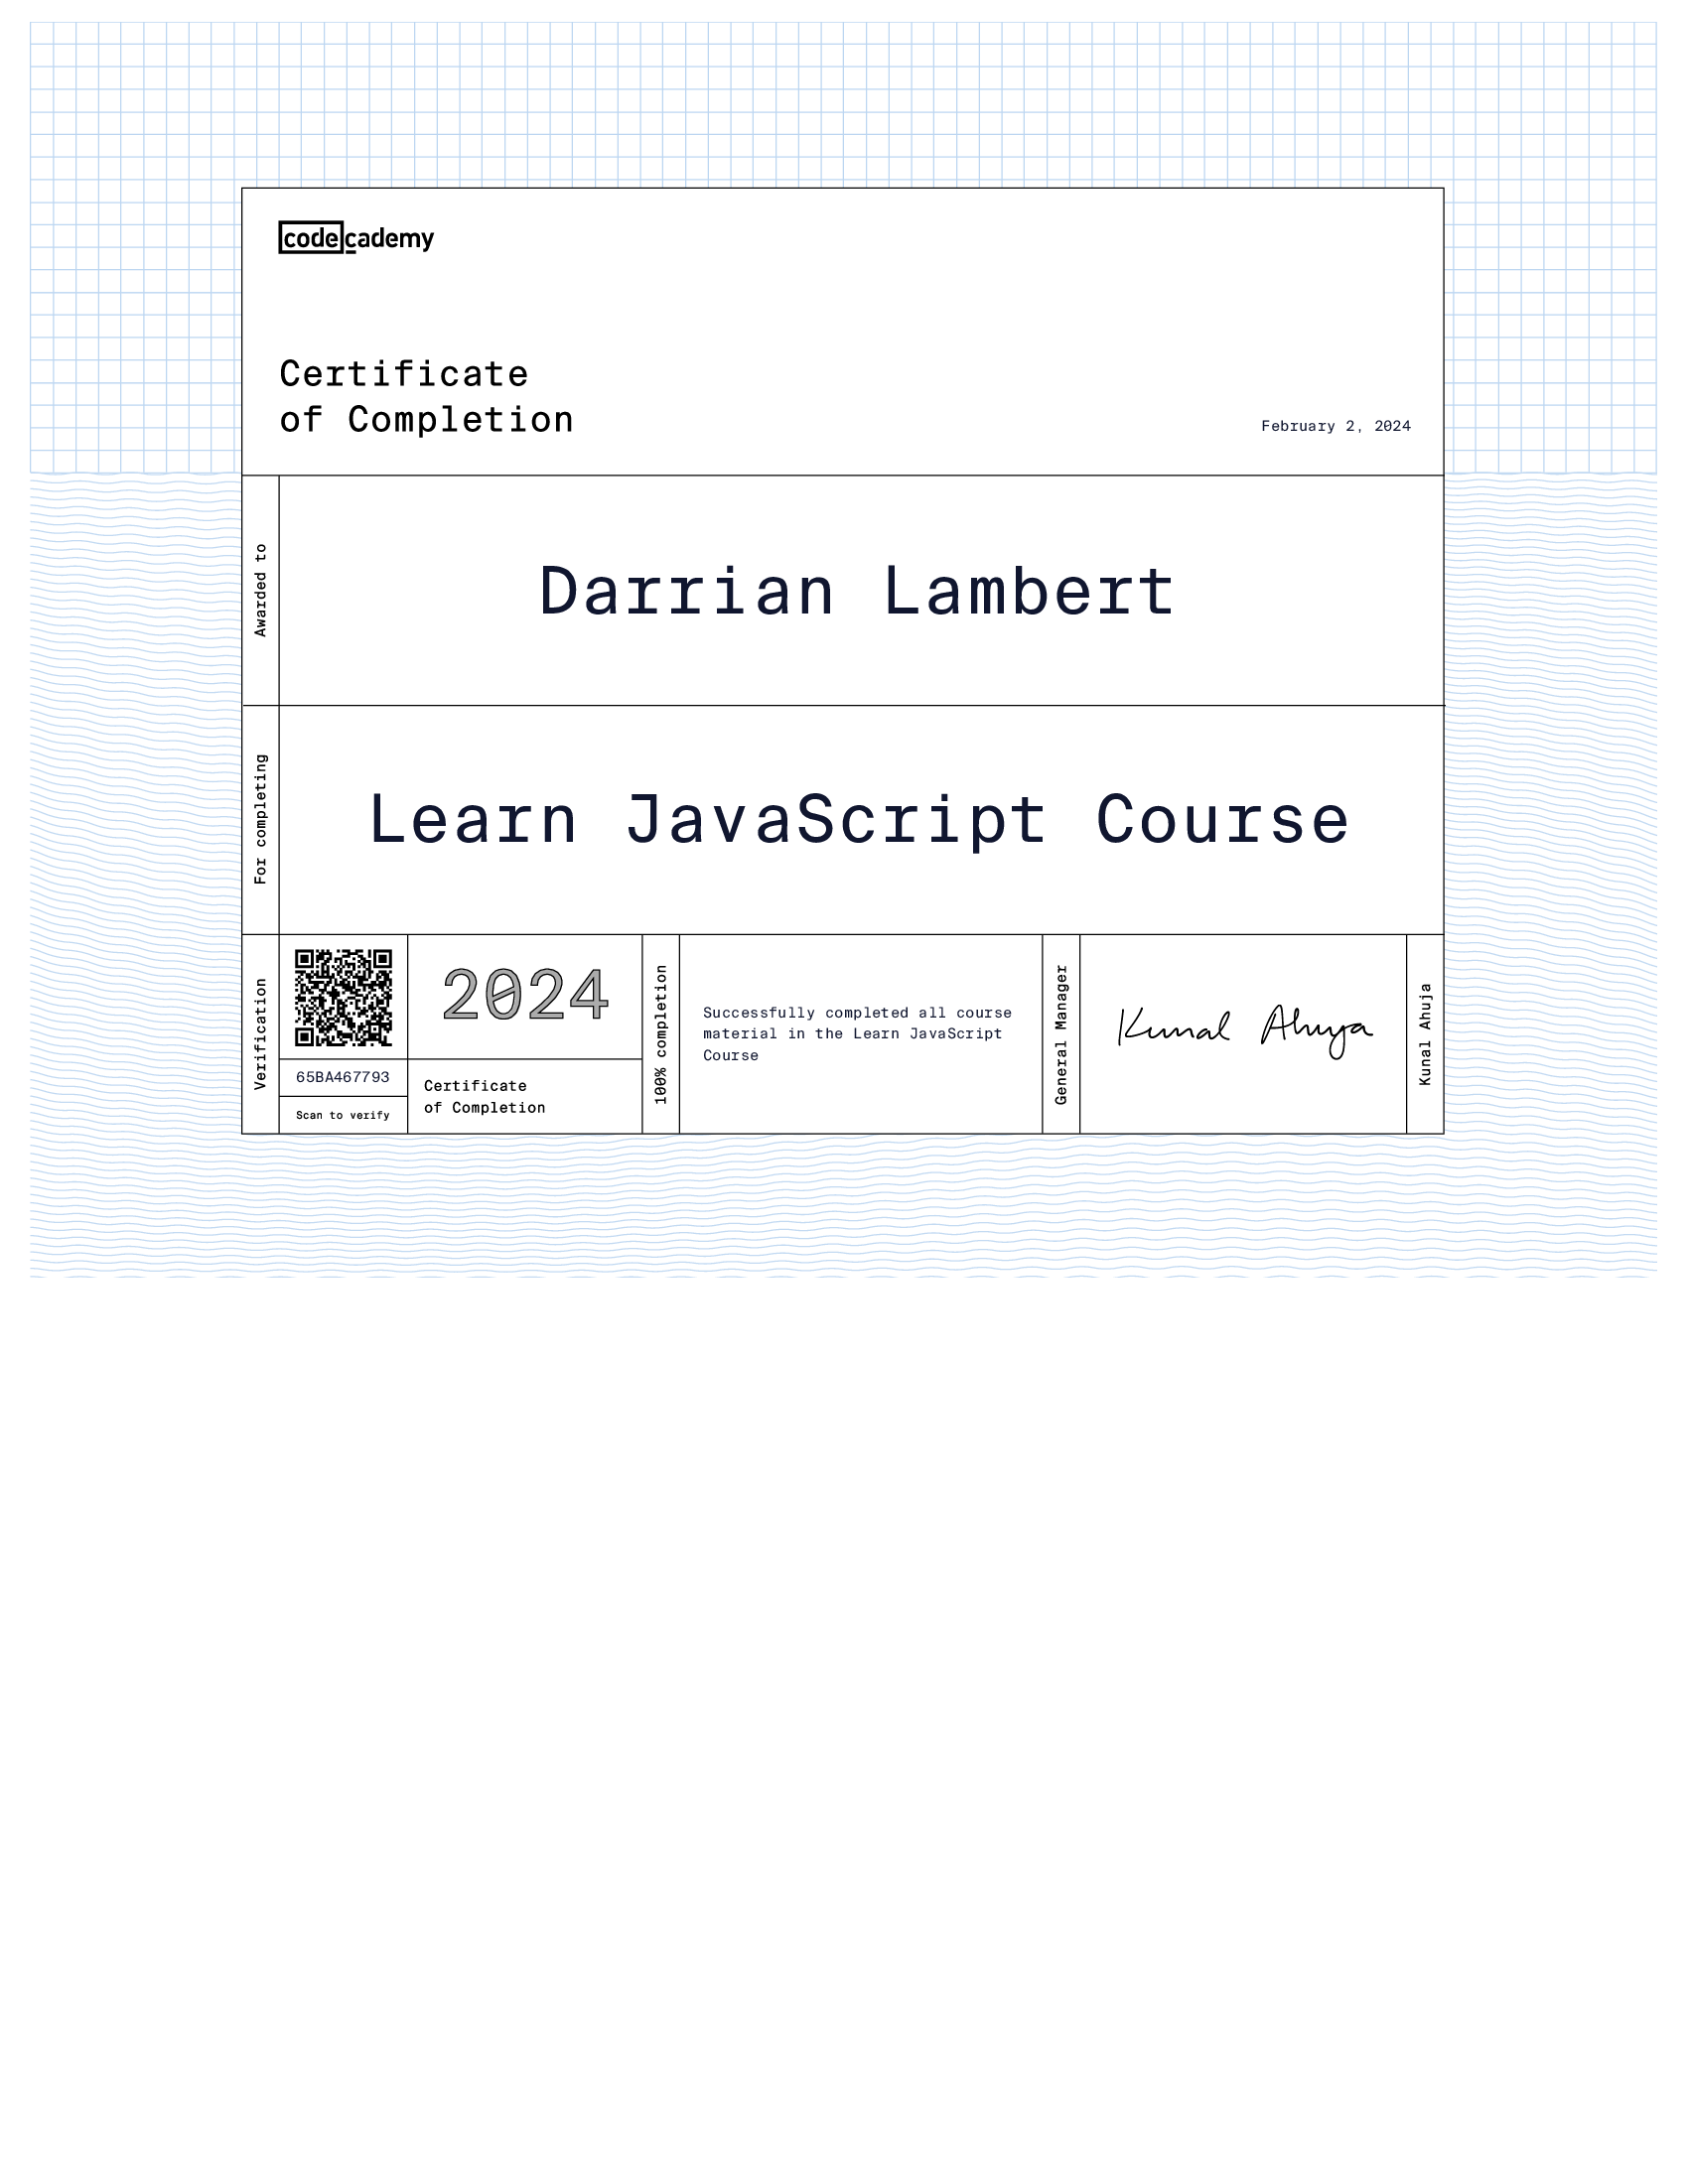 codecademy
Certificate
of Completion
February 2, 2024
Awarded to
Darrian Lambert
For completing
Learn JavaScript Course
Verification
65BA467793
Scan to verify
2024
Certificate
of Completion
100% completion
Successfully completed all course
material in the Learn JavaScript
Course
General Manager
Kunal Ahuja
Kunal Ahuja